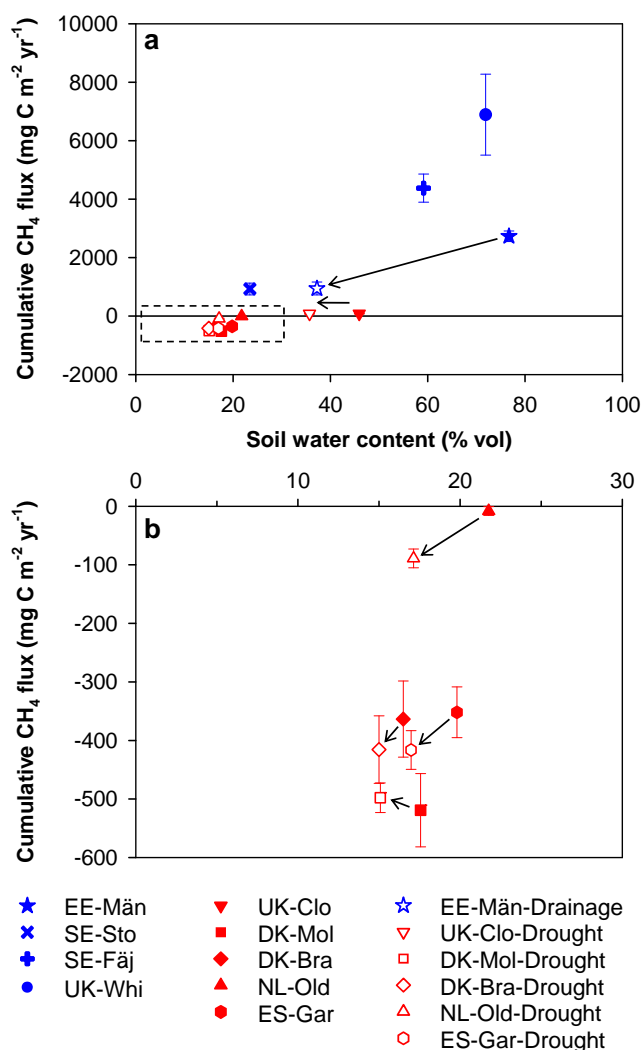 a
10000
8000
6000
4000
2000
0
-2000
Cumulative CH4 flux (mg C m-2 yr-1)
0 20 40 60 80 100
Soil water content (% vol)
0 10 20 30
b
0
-100
-200
-300
-400
-500
-600
Cumulative CH4 flux (mg C m-2 yr-1)
EE-Män UK-Clo EE-Män-Drainage
SE-Sto DK-Mol UK-Clo-Drought
SE-Fäj DK-Bra DK-Mol-Drought
UK-Whi NL-Old DK-Bra-Drought
ES-Gar NL-Old-Drought
ES-Gar-Drought